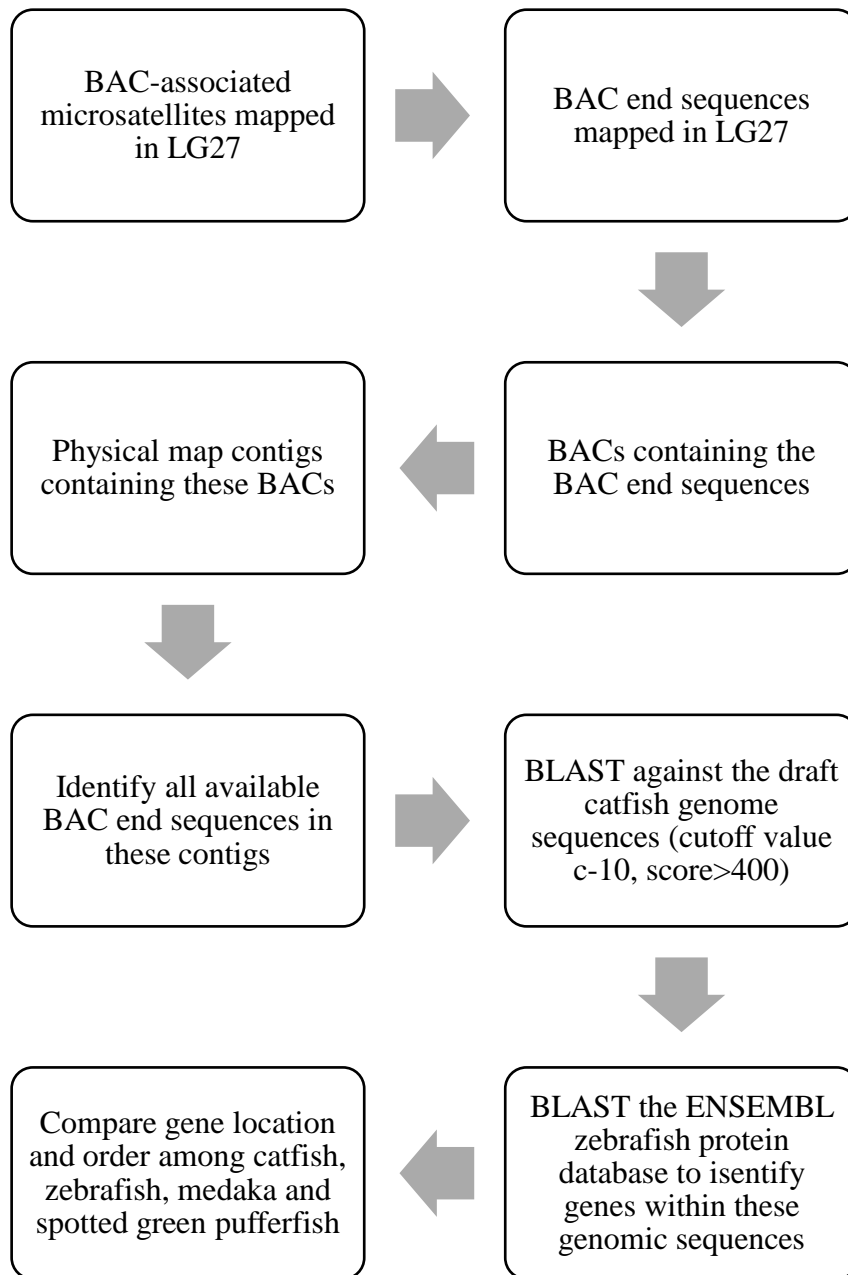 BAC-associated
microsatellites mapped
in LG27
BAC end sequences
mapped in LG27
BACs containing the
BAC end sequences
Physical map contigs
containing these BACs
Identify all available
BAC end sequences in
these contigs
BLAST against the draft
catfish genome
sequences (cutoff value
c-10, score>400)
BLAST the ENSEMBL
zebrafish protein
database to isentify
genes within these
genomic sequences
Compare gene location
and order among catfish,
zebrafish, medaka and
spotted green pufferfish